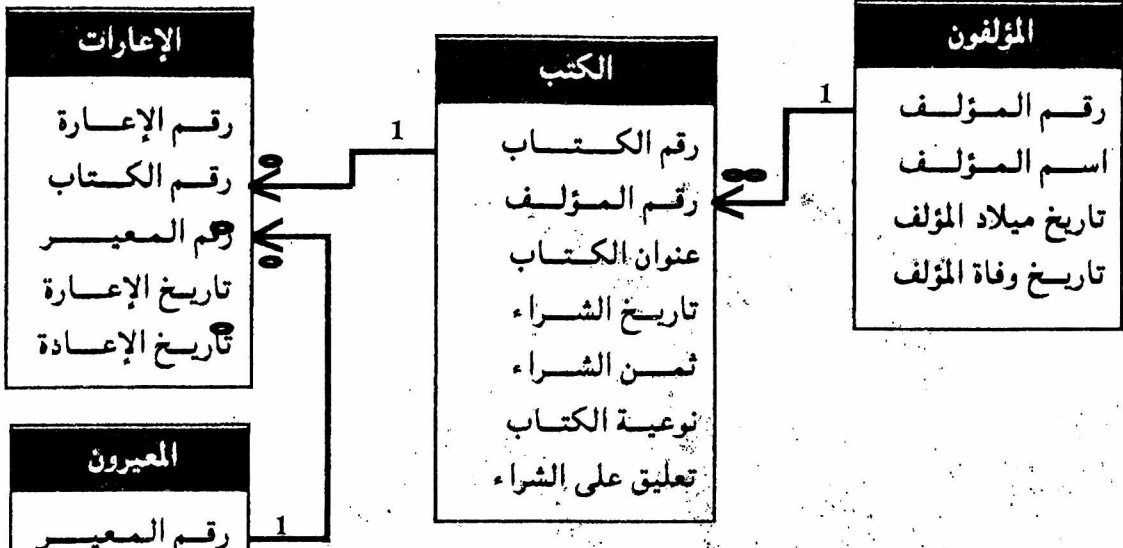 المؤلفون
رقم المؤلف
اسم المؤلف
تاريخ ميلاد المؤلف
تاريخ وفاة المؤلف
1
∞
الكتب
رقم الكتاب
رقم المؤلف
عنوان الكتاب
تاريخ الشراء
ثمن الشراء
نوعية الكتاب
تعليق على الشراء
1
الإعارات
رقم الإعارة
رقم الكتاب
رقم المعير
تاريخ الإعارة
تاريخ الإعادة
المعيرون
رقم المعير
1